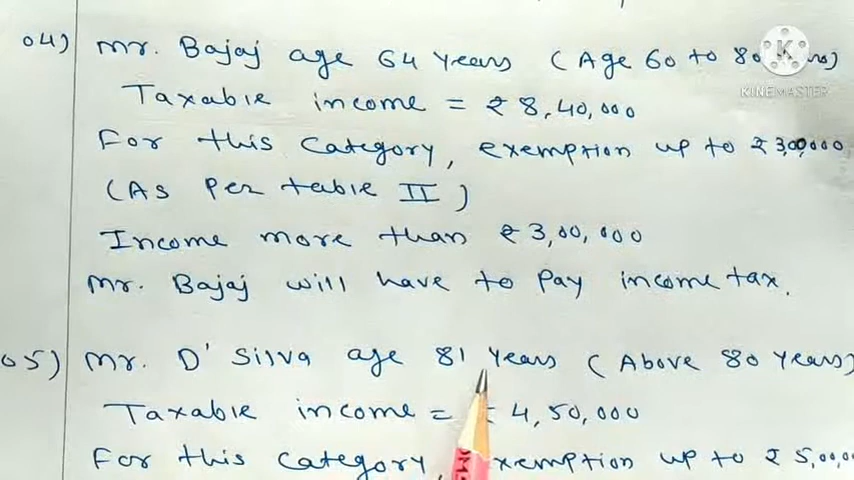 04) Mr. Bajaj age 64 years (Age 60 to 80
KINEMASTER
Taxable income = ₹ 8,40,000
For this category, exemption up to ₹ 3,00,000
(As per table II)
Income more than ₹ 3,00,000
Mr. Bajaj will have to pay income tax.
05) Mr. D' Silva age 81 years (Above 80 years)
Taxable income = 4,50,000
For this category, exemption up to ₹ 5,00,00